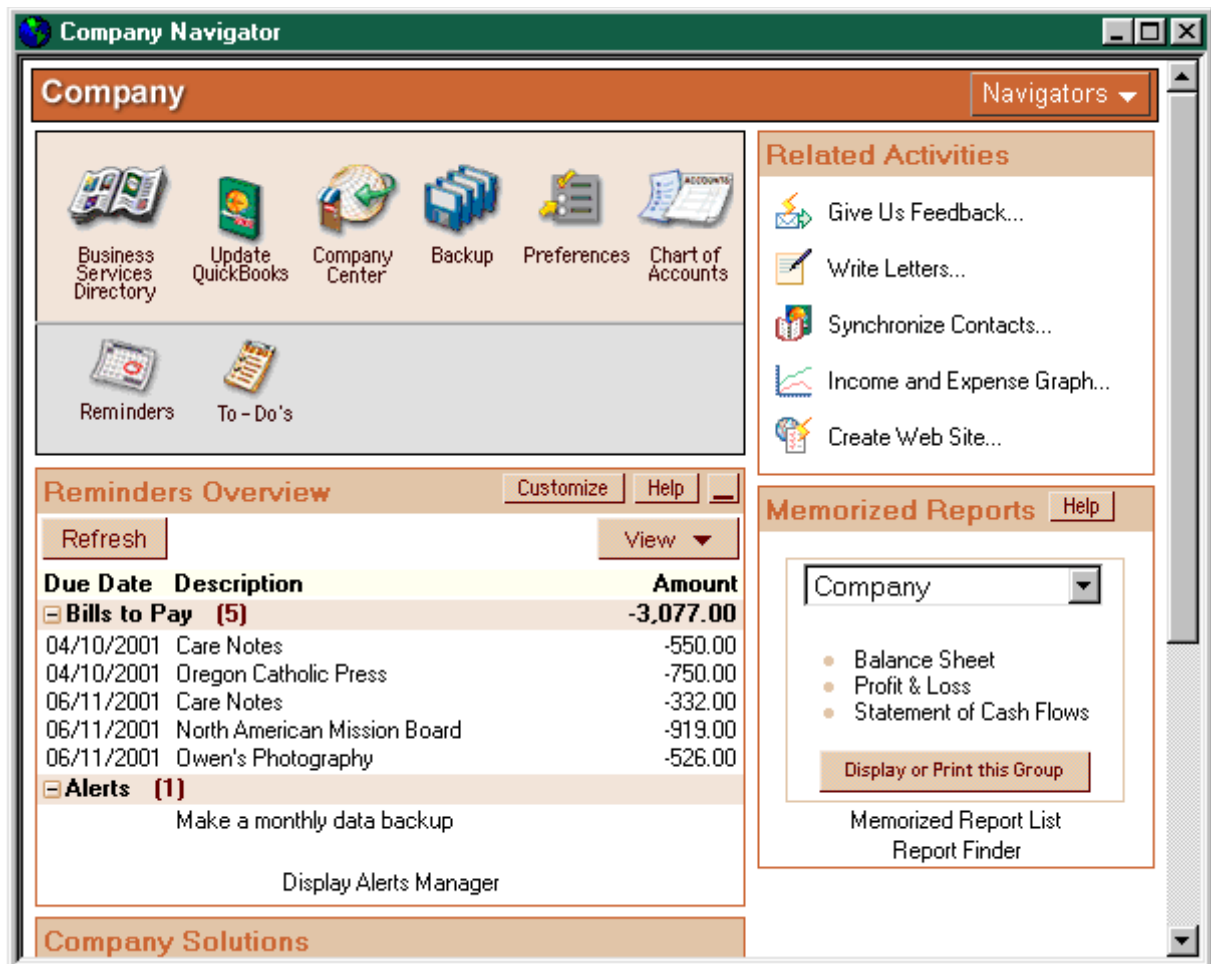 Company Navigator
Company
Navigators
Business
Services
Directory
Update
QuickBooks
Company
Center
Backup
Preferences
ACCOUNTS
Chart of
Accounts
Reminders
To-Do's
Related Activities
Give Us Feedback...
Write Letters...
Synchronize Contacts...
Income and Expense Graph...
Create Web Site...
Reminders Overview
Customize
Help
Refresh
View
Due Date Description Amount
Bills to Pay (5) -3,077.00
04/10/2001 Care Notes -550.00
04/10/2001 Oregon Catholic Press -750.00
06/11/2001 Care Notes -332.00
06/11/2001 North American Mission Board -919.00
06/11/2001 Owen's Photography -526.00
Alerts (1)
Make a monthly data backup
Display Alerts Manager
Memorized Reports Help
Company
Balance Sheet
Profit & Loss
Statement of Cash Flows
Display or Print this Group
Memorized Report List
Report Finder
Company Solutions